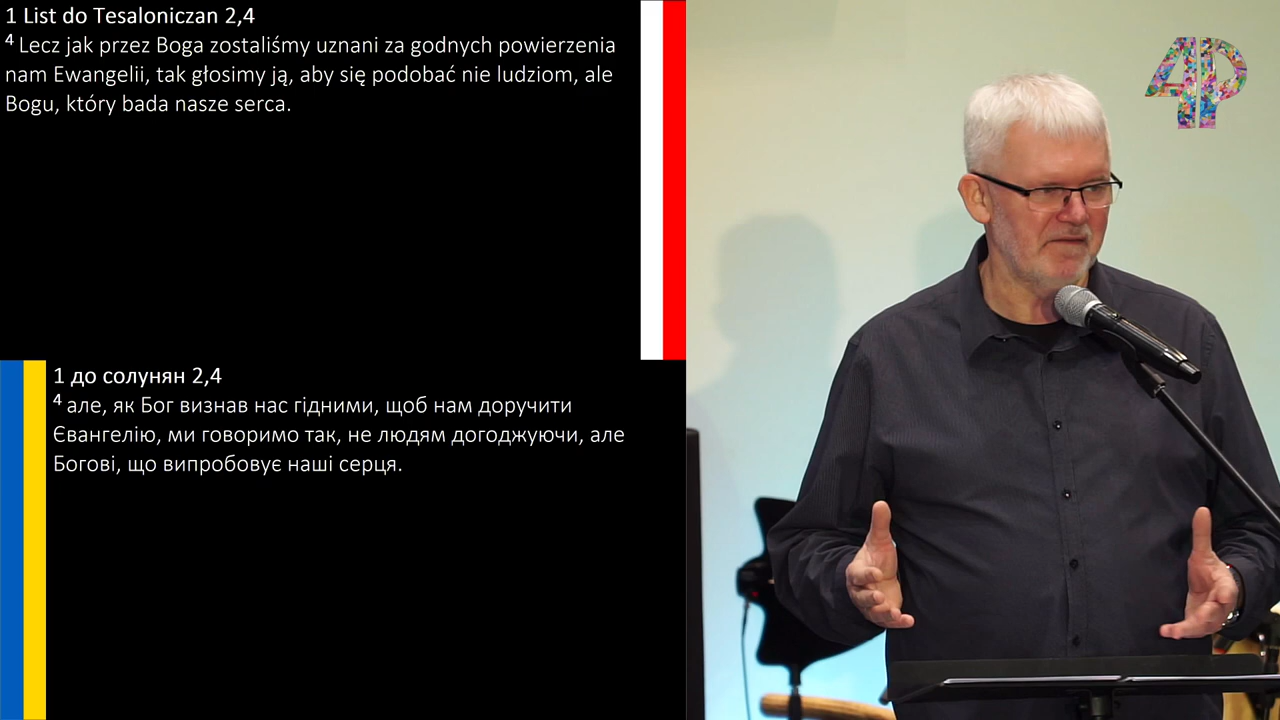 1 List do Tesaloniczan 2,4
⁴ Lecz jak przez Boga zostaliśmy uznani za godnych powierzenia
nam Ewangelii, tak głosimy ją, aby się podobać nie ludziom, ale
Bogu, który bada nasze serca.
4P
1 до солунян 2,4
⁴ але, як Бог визнав нас гідними, щоб нам доручити
Євангелію, ми говоримо так, не людям догоджуючи, але
Богові, що випробовує наші серця.